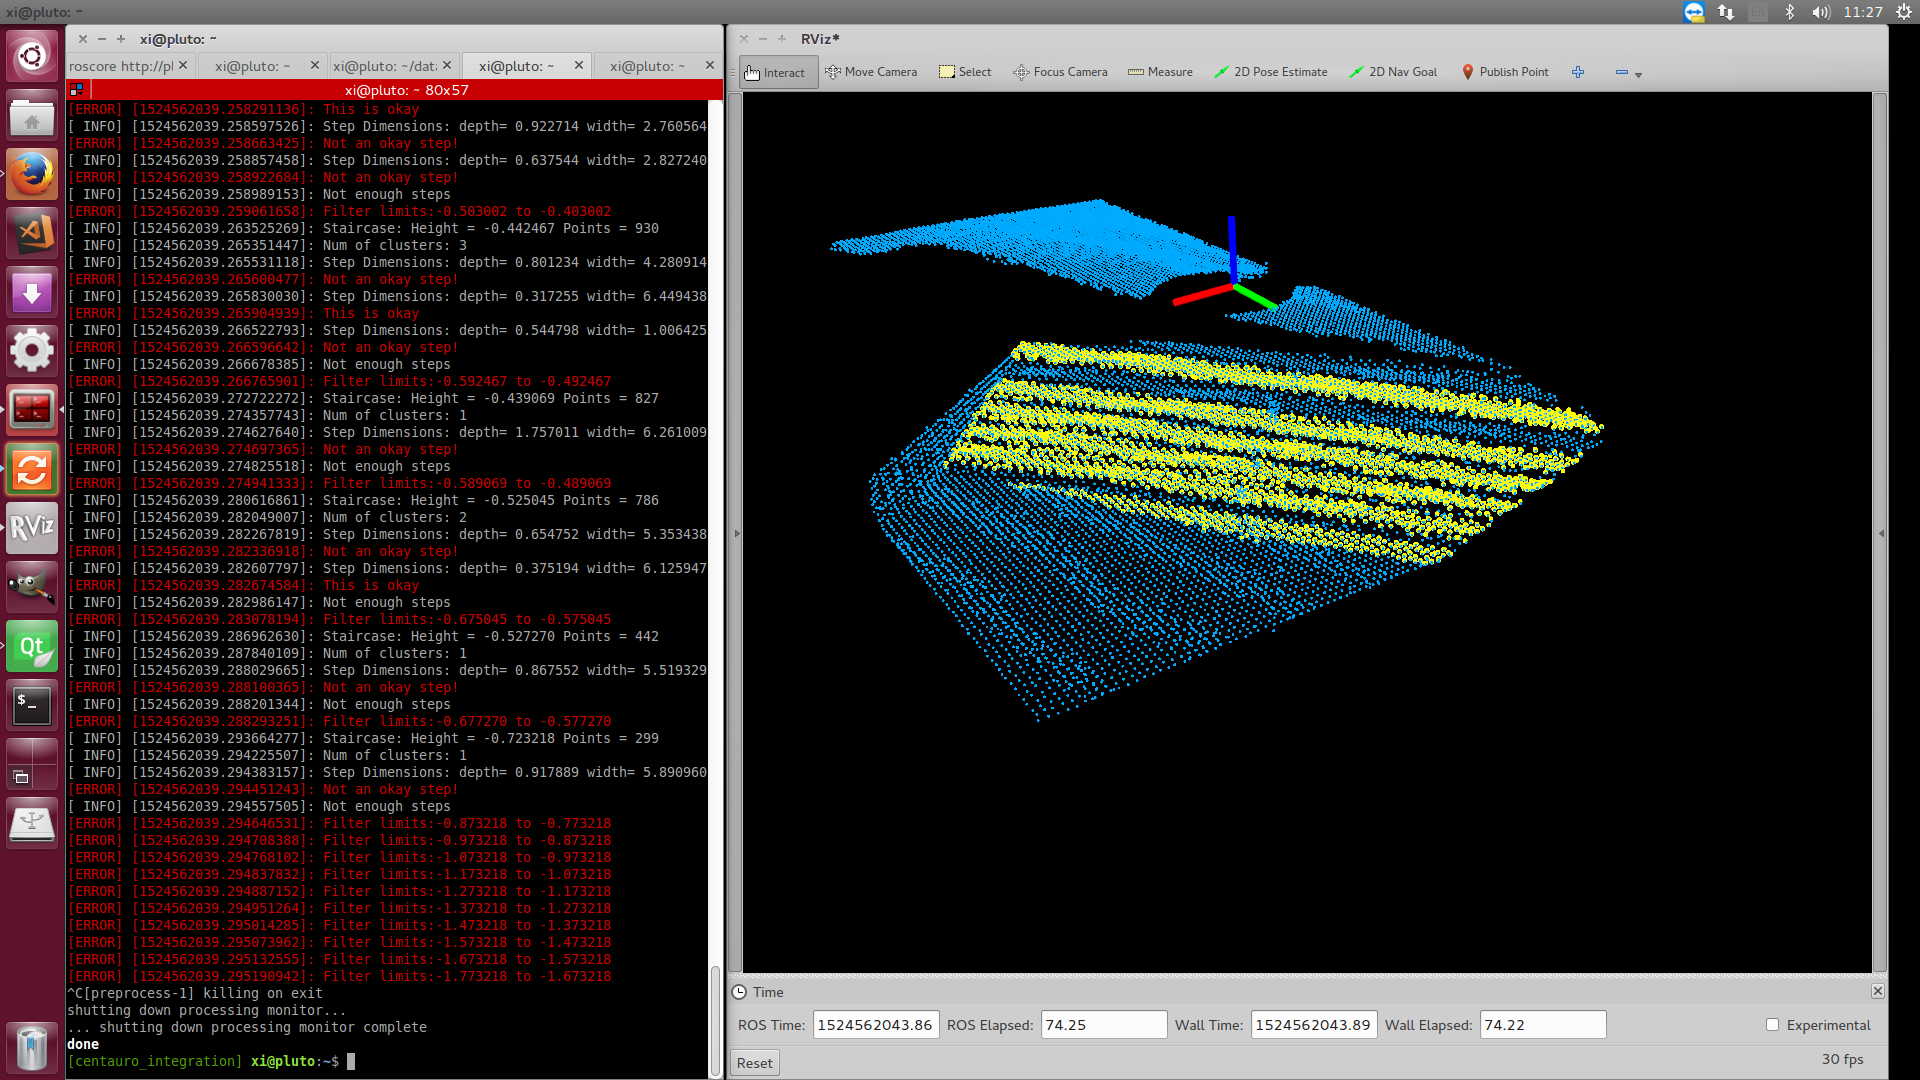 xi@pluto: ~
En
11:27
xi@pluto: ~
roscore http://pl
xi@pluto: ~
xi@pluto: ~/data
xi@pluto: ~
xi@pluto: ~
xi@pluto: ~ 80x57
[ERROR] [1524562039.258291136]: This is okay
[ INFO] [1524562039.258597526]: Step Dimensions: depth= 0.922714 width= 2.760564
[ERROR] [1524562039.258663425]: Not an okay step!
[ INFO] [1524562039.258857458]: Step Dimensions: depth= 0.637544 width= 2.827240
[ERROR] [1524562039.258922684]: Not an okay step!
[ INFO] [1524562039.258989153]: Not enough steps
[ERROR] [1524562039.259061658]: Filter limits:-0.503002 to -0.403002
[ INFO] [1524562039.263525269]: Staircase: Height = -0.442467 Points = 930
[ INFO] [1524562039.265351447]: Num of clusters: 3
[ INFO] [1524562039.265531118]: Step Dimensions: depth= 0.801234 width= 4.280914
[ERROR] [1524562039.265600477]: Not an okay step!
[ INFO] [1524562039.265830030]: Step Dimensions: depth= 0.317255 width= 6.449438
[ERROR] [1524562039.265904939]: This is okay
[ INFO] [1524562039.266522793]: Step Dimensions: depth= 0.544798 width= 1.006425
[ERROR] [1524562039.266596642]: Not an okay step!
[ INFO] [1524562039.266678385]: Not enough steps
[ERROR] [1524562039.266765901]: Filter limits:-0.592467 to -0.492467
[ INFO] [1524562039.272722272]: Staircase: Height = -0.439069 Points = 827
[ INFO] [1524562039.274357743]: Num of clusters: 1
[ INFO] [1524562039.274627640]: Step Dimensions: depth= 1.757011 width= 6.261009
[ERROR] [1524562039.274697365]: Not an okay step!
[ INFO] [1524562039.274825518]: Not enough steps
[ERROR] [1524562039.274941333]: Filter limits:-0.589069 to -0.489069
[ INFO] [1524562039.280616861]: Staircase: Height = -0.525045 Points = 786
[ INFO] [1524562039.282049007]: Num of clusters: 2
[ INFO] [1524562039.282267819]: Step Dimensions: depth= 0.654752 width= 5.353438
[ERROR] [1524562039.282336918]: Not an okay step!
[ INFO] [1524562039.282607797]: Step Dimensions: depth= 0.375194 width= 6.125947
[ERROR] [1524562039.282674584]: This is okay
[ INFO] [1524562039.282986147]: Not enough steps
[ERROR] [1524562039.283078194]: Filter limits:-0.675045 to -0.575045
[ INFO] [1524562039.286962630]: Staircase: Height = -0.527270 Points = 442
[ INFO] [1524562039.287840109]: Num of clusters: 1
[ INFO] [1524562039.288029665]: Step Dimensions: depth= 0.867552 width= 5.519329
[ERROR] [1524562039.288100365]: Not an okay step!
[ INFO] [1524562039.288201344]: Not enough steps
[ERROR] [1524562039.288293251]: Filter limits:-0.677270 to -0.577270
[ INFO] [1524562039.293664277]: Staircase: Height = -0.723218 Points = 299
[ INFO] [1524562039.294225507]: Num of clusters: 1
[ INFO] [1524562039.294383157]: Step Dimensions: depth= 0.917889 width= 5.890960
[ERROR] [1524562039.294451243]: Not an okay step!
[ INFO] [1524562039.294557505]: Not enough steps
[ERROR] [1524562039.294646531]: Filter limits:-0.873218 to -0.773218
[ERROR] [1524562039.294708388]: Filter limits:-0.973218 to -0.873218
[ERROR] [1524562039.294768102]: Filter limits:-1.073218 to -0.973218
[ERROR] [1524562039.294837832]: Filter limits:-1.173218 to -1.073218
[ERROR] [1524562039.294887152]: Filter limits:-1.273218 to -1.173218
[ERROR] [1524562039.294951264]: Filter limits:-1.373218 to -1.273218
[ERROR] [1524562039.295014285]: Filter limits:-1.473218 to -1.373218
[ERROR] [1524562039.295073962]: Filter limits:-1.573218 to -1.473218
[ERROR] [1524562039.295132555]: Filter limits:-1.673218 to -1.573218
[ERROR] [1524562039.295190942]: Filter limits:-1.773218 to -1.673218
^C[preprocess-1] killing on exit
shutting down processing monitor...
... shutting down processing monitor complete
done
[centauro_integration] xi@pluto:~$
RViz
Qt
$_
RViz*
Interact
Move Camera
Select
Focus Camera
Measure
2D Pose Estimate
2D Nav Goal
Publish Point
Time
ROS Time: 1524562043.86
ROS Elapsed: 74.25
Wall Time: 1524562043.89
Wall Elapsed: 74.22
Experimental
Reset
30 fps